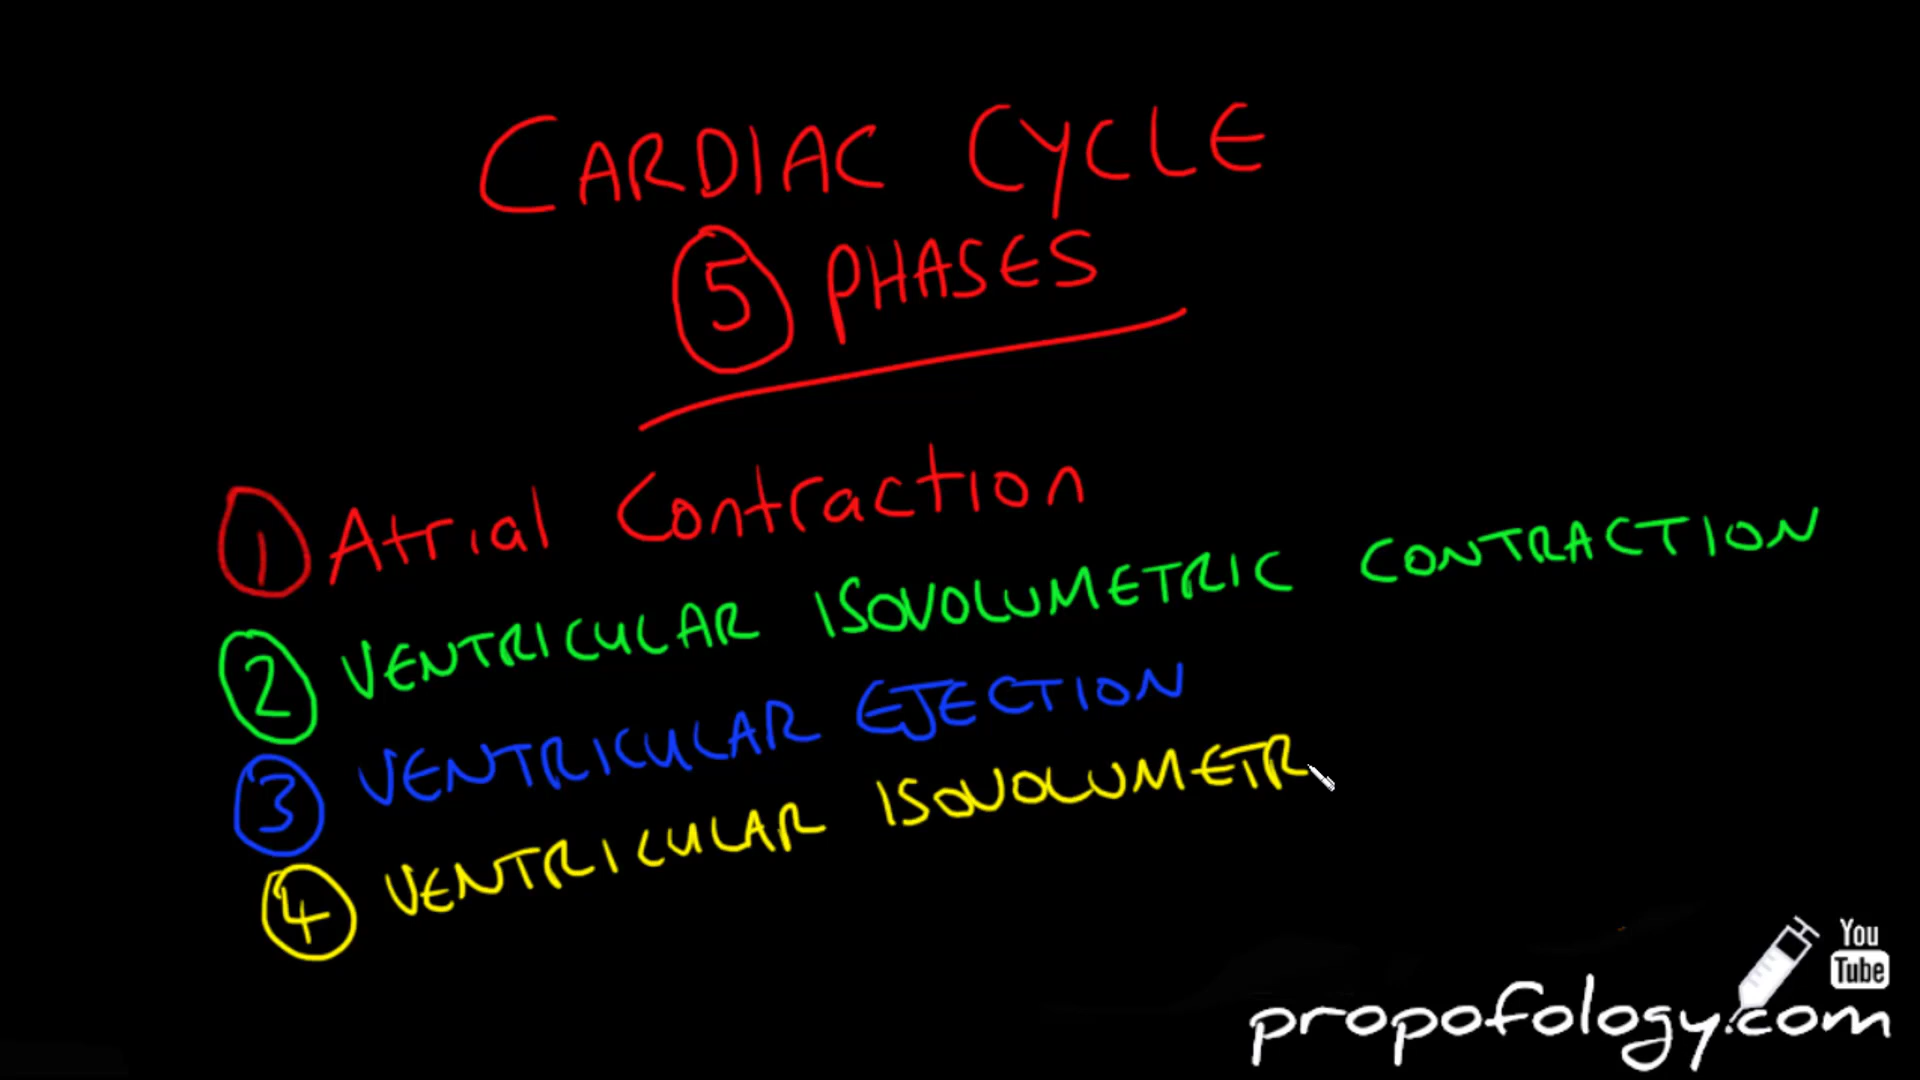 CARDIAC CYCLE
5 PHASES
1 Atrial Contraction
2 VENTRICULAR ISOVOLUMETRIC CONTRACTION
3 VENTRICULAR EJECTION
4 VENTRICULAR ISOVOLUMETR
You
Tube
propofology.com